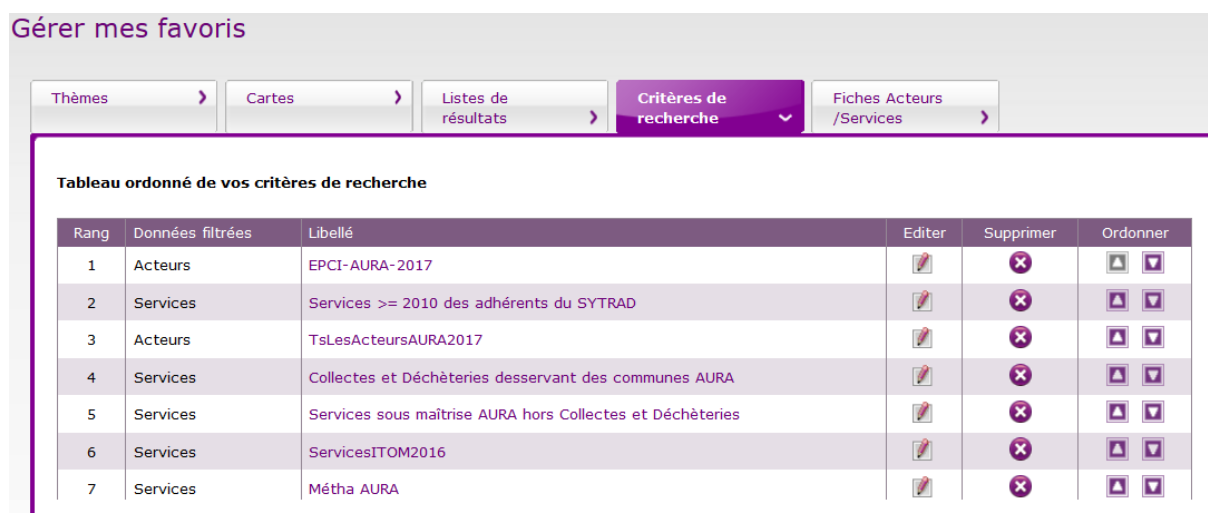 Gérer mes favoris
Thèmes
Cartes
Listes de
résultats
Critères de
recherche
Fiches Acteurs
/Services
Tableau ordonné de vos critères de recherche
Rang Données filtrées Libellé Editer Supprimer Ordonner
1 Acteurs EPCI-AURA-2017
2 Services Services >= 2010 des adhérents du SYTRAD
3 Acteurs TsLesActeursAURA2017
4 Services Collectes et Déchèteries desservant des communes AURA
5 Services Services sous maîtrise AURA hors Collectes et Déchèteries
6 Services ServicesITOM2016
7 Services Métha AURA